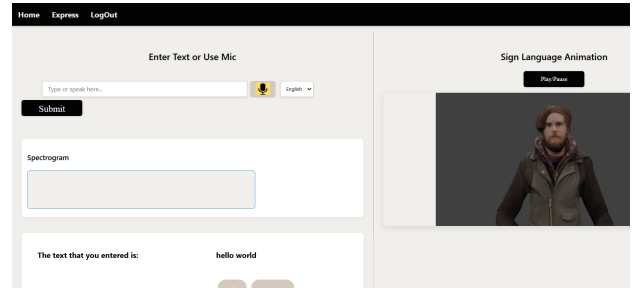 Home Express LogOut
Enter Text or Use Mic
Type or speak here...
English
Submit
Spectrogram
The text that you entered is: hello world
Sign Language Animation
Play/Pause